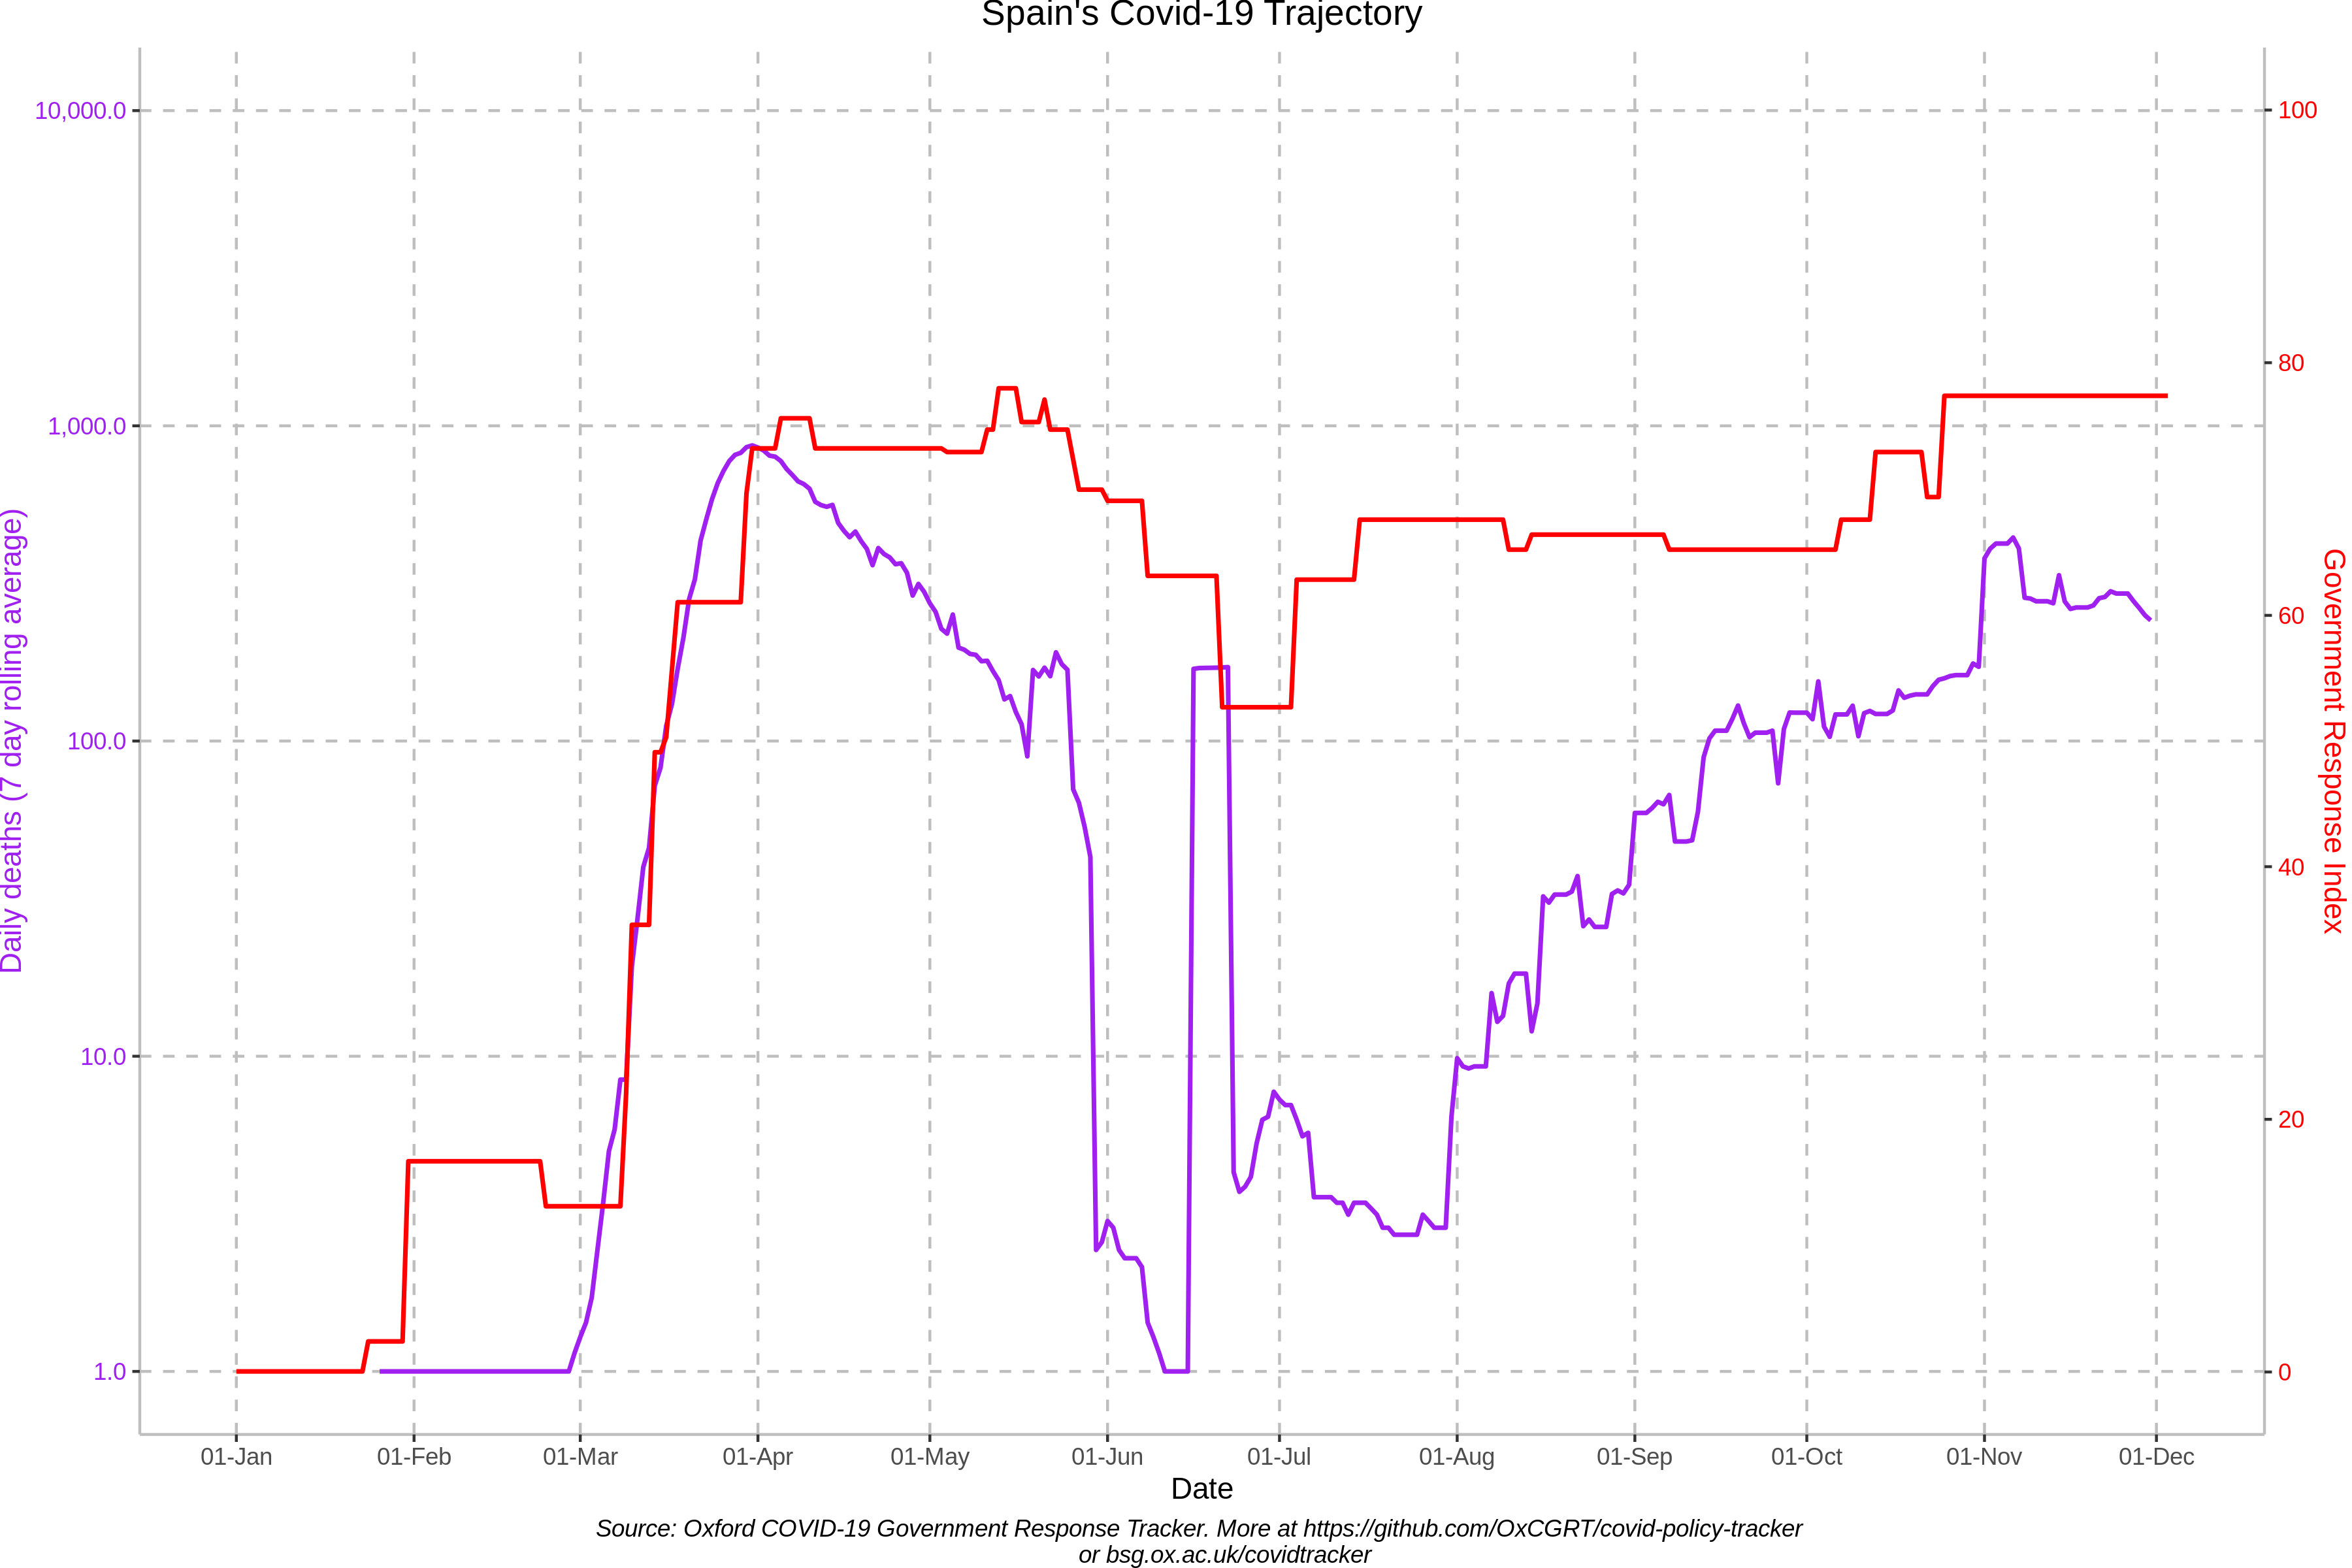 Spain's Covid-19 Trajectory
10,000.0
1,000.0
100.0
10.0
1.0
Daily deaths (7 day rolling average)
100
80
60
40
20
0
Government Response Index
01-Jan 01-Feb 01-Mar 01-Apr 01-May 01-Jun 01-Jul 01-Aug 01-Sep 01-Oct 01-Nov 01-Dec
Date
Source: Oxford COVID-19 Government Response Tracker. More at https://github.com/OxCGRT/covid-policy-tracker
or bsg.ox.ac.uk/covidtracker